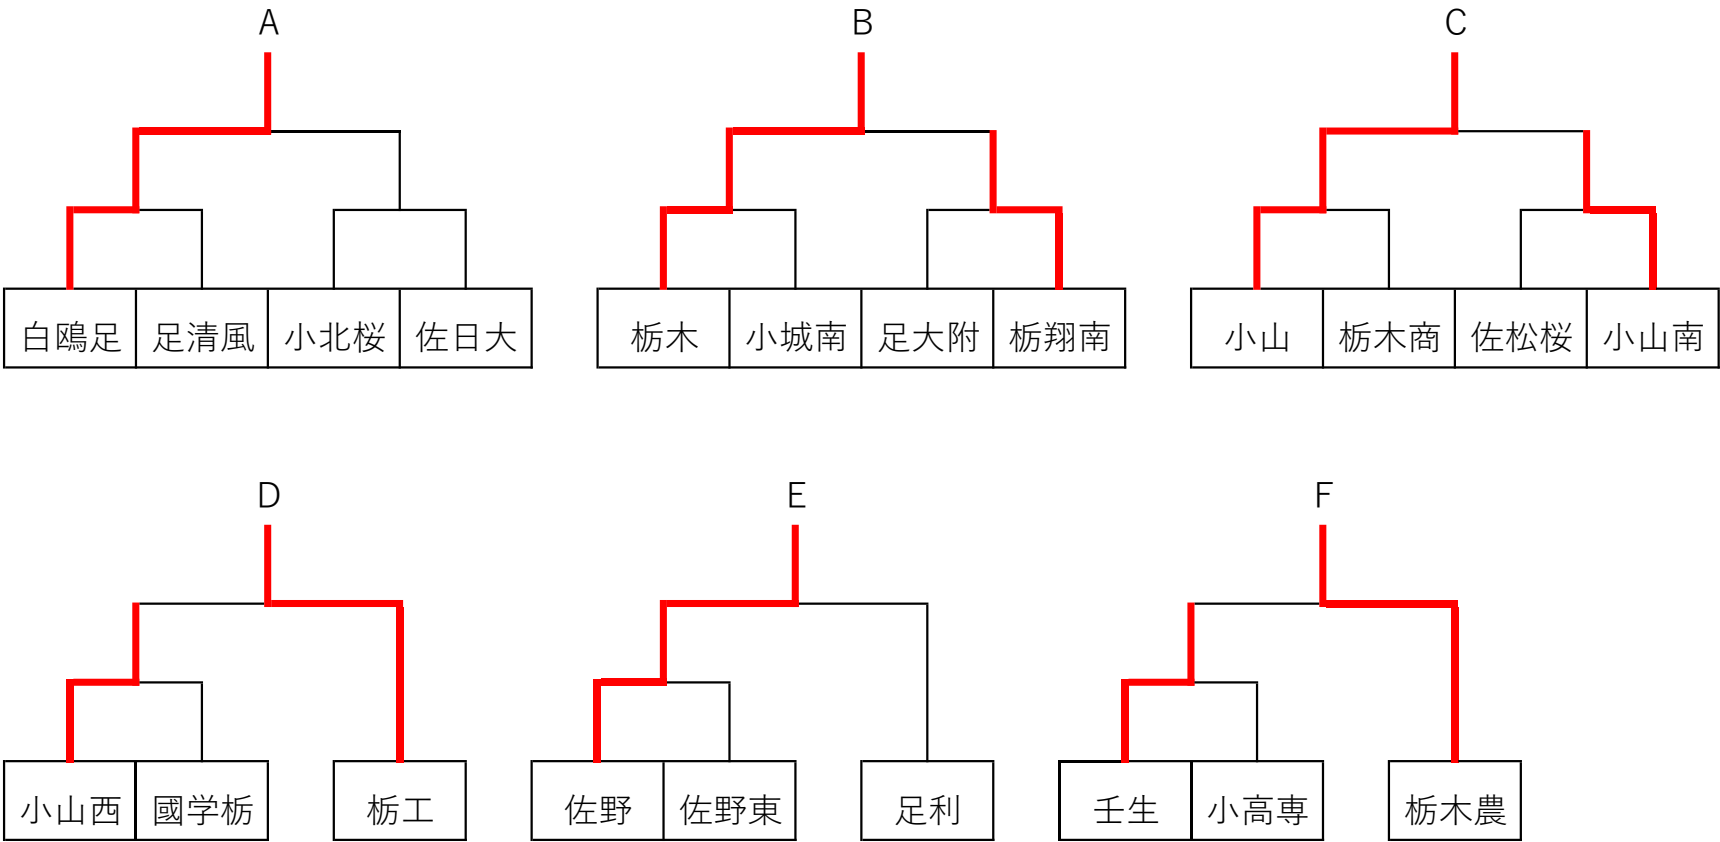 A B C
白鴎足 足清風 小北桜 佐日大 栃木 小城南 足大附 栃翔南 小山 栃木商 佐松桜 小山南
D E F
小山西 國学栃 栃工 佐野 佐野東 足利 壬生 小高専 栃木農